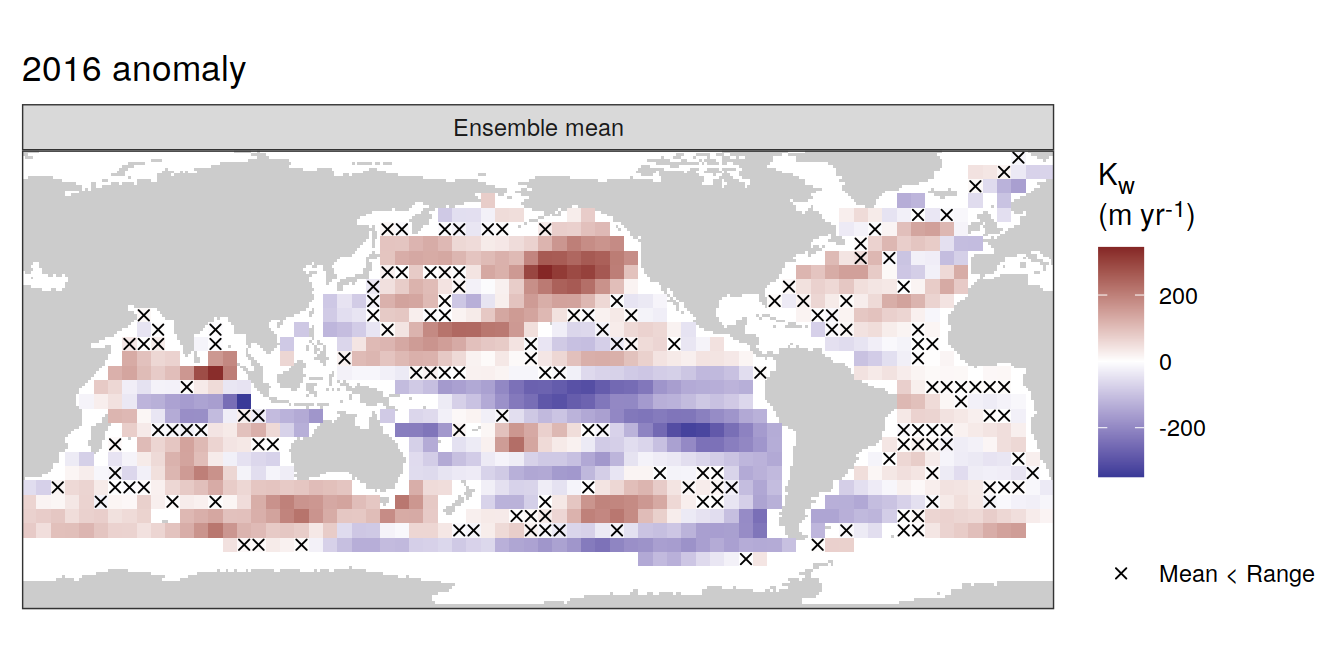 2016 anomaly
Ensemble mean
Kw
(m yr-1)
200
0
-200
Mean < Range